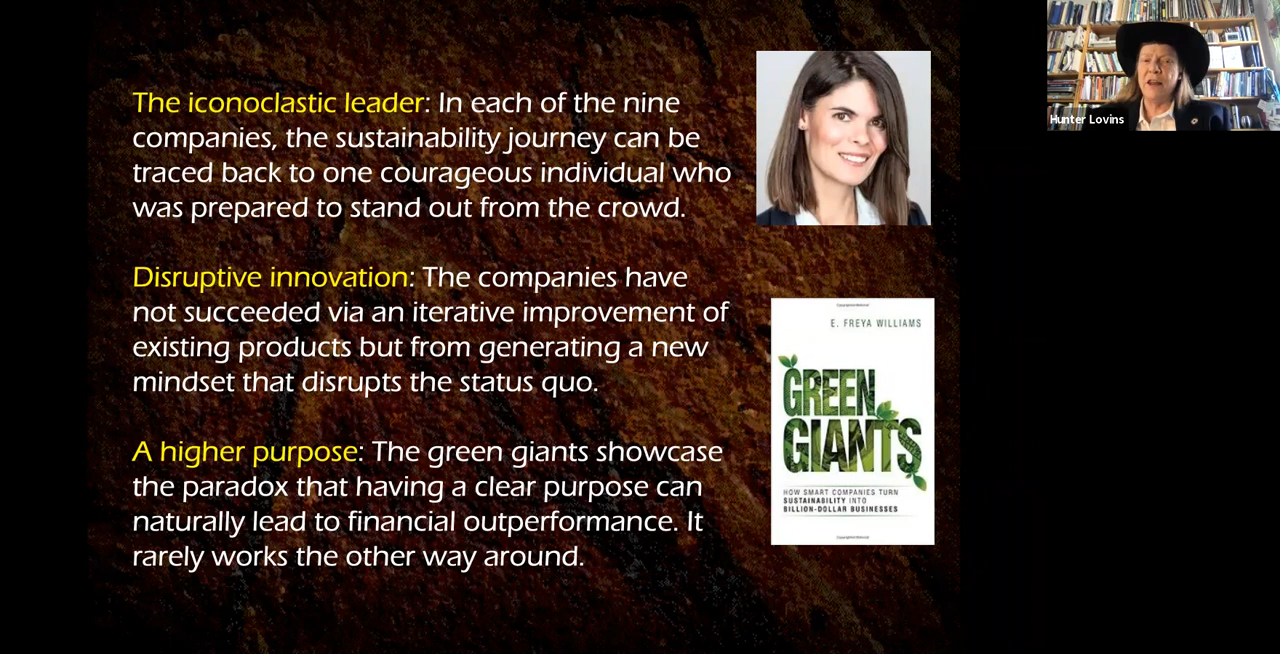 The iconoclastic leader: In each of the nine
companies, the sustainability journey can be
traced back to one courageous individual who
was prepared to stand out from the crowd.
Disruptive innovation: The companies have
not succeeded via an iterative improvement of
existing products but from generating a new
mindset that disrupts the status quo.
A higher purpose: The green giants showcase
the paradox that having a clear purpose can
naturally lead to financial outperformance. It
rarely works the other way around.
E. FREYA WILLIAMS
GREEN
GIANTS
HOW SMART COMPANIES TURN
SUSTAINABILITY INTO
BILLION-DOLLAR BUSINESSES
Hunter Lovins